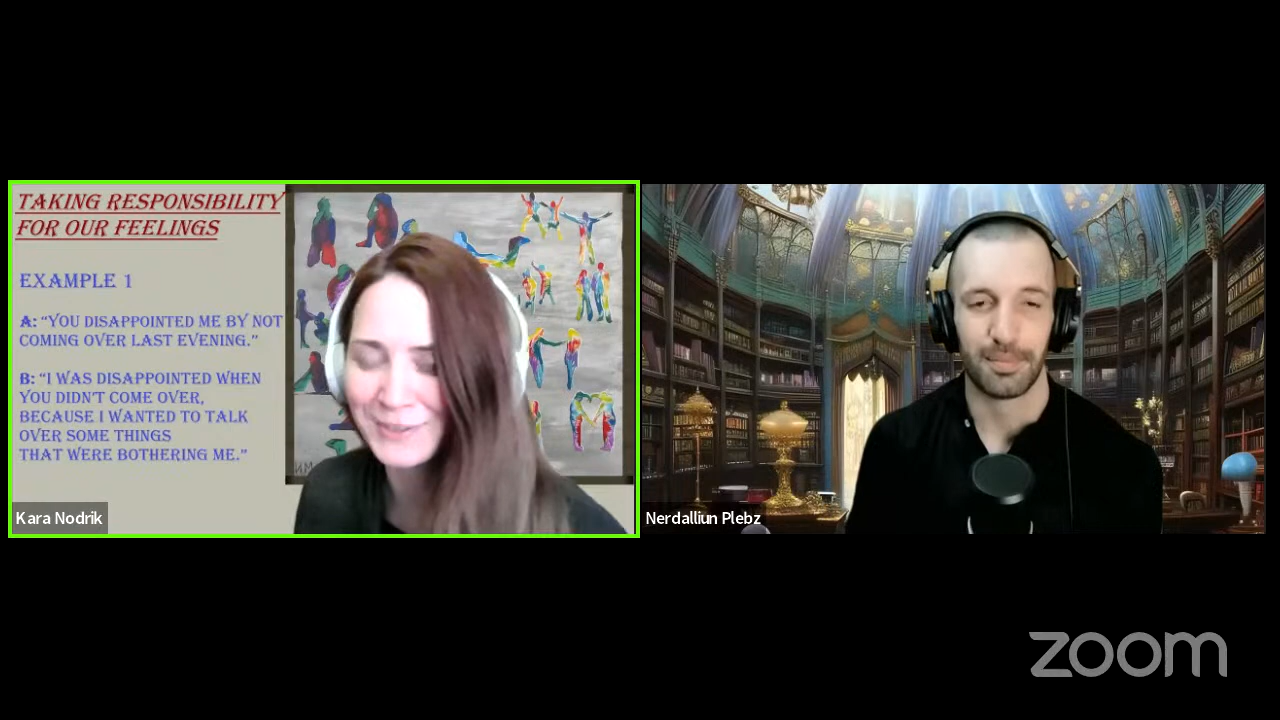 TAKING RESPONSIBILITY
FOR OUR FEELINGS
EXAMPLE 1
A: "YOU DISAPPOINTED ME BY NOT
COMING OVER LAST EVENING."
B: "I WAS DISAPPOINTED WHEN
YOU DIDN'T COME OVER,
BECAUSE I WANTED TO TALK
OVER SOME THINGS
THAT WERE BOTHERING ME."
Kara Nodrik
Nerdalliun Plebz
zoom